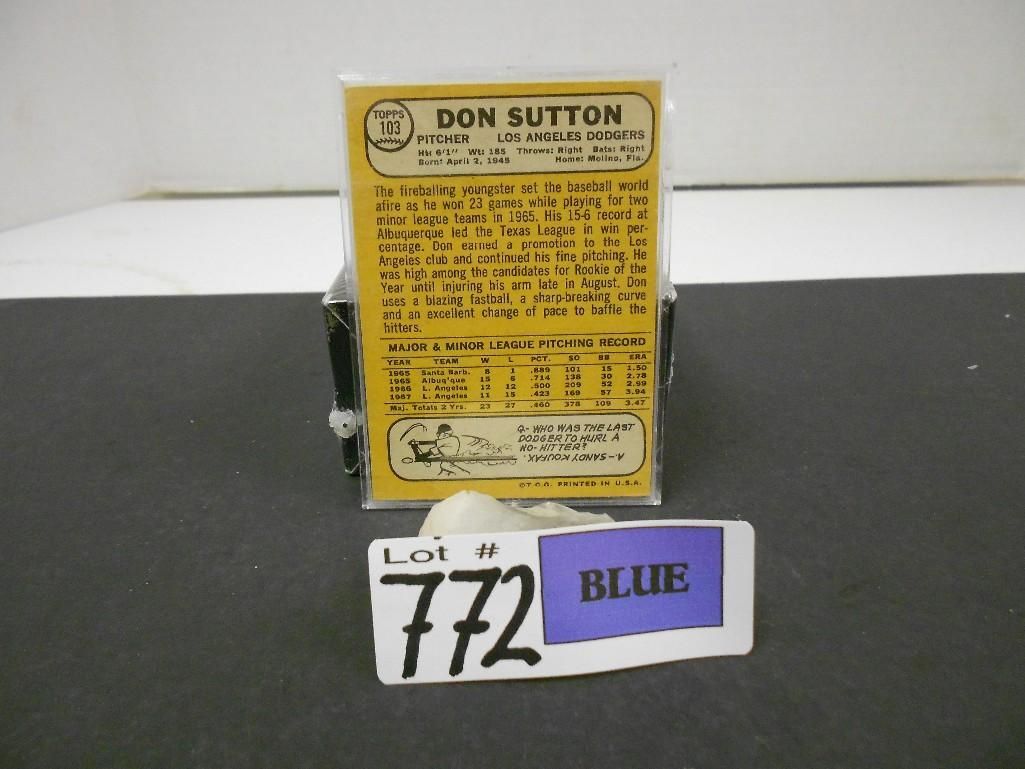 TOPPS
103
DON SUTTON
PITCHER LOS ANGELES DODGERS
Ht: 6'1" Wt: 185 Throws: Right Bats: Right
Born: April 2, 1945 Home: Molino, Fla.
The fireballing youngster set the baseball world
afire as he won 23 games while playing for two
minor league teams in 1965. His 15-6 record at
Albuquerque led the Texas League in win per-
centage. Don earned a promotion to the Los
Angeles club and continued his fine pitching. He
was high among the candidates for Rookie of the
Year until injuring his arm late in August. Don
uses a blazing fastball, a sharp-breaking curve
and an excellent change of pace to baffle the
hitters.
MAJOR & MINOR LEAGUE PITCHING RECORD
YEAR TEAM W L PCT. SO BB ERA
1965 Santa Barb. 8 1 .889 101 15 1.50
1965 Albuq'que 15 6 .714 138 30 2.78
1966 L. Angeles 12 12 .500 209 52 2.99
1967 L. Angeles 11 15 .423 169 57 3.94
Maj. Totals 2 Yrs. 23 27 .460 378 109 3.47
Q- WHO WAS THE LAST
DODGER TO HURL A
NO-HITTER?
A- SANDY KOUFAX.
©T.C.G. PRINTED IN U.S.A.
Lot #
772
BLUE